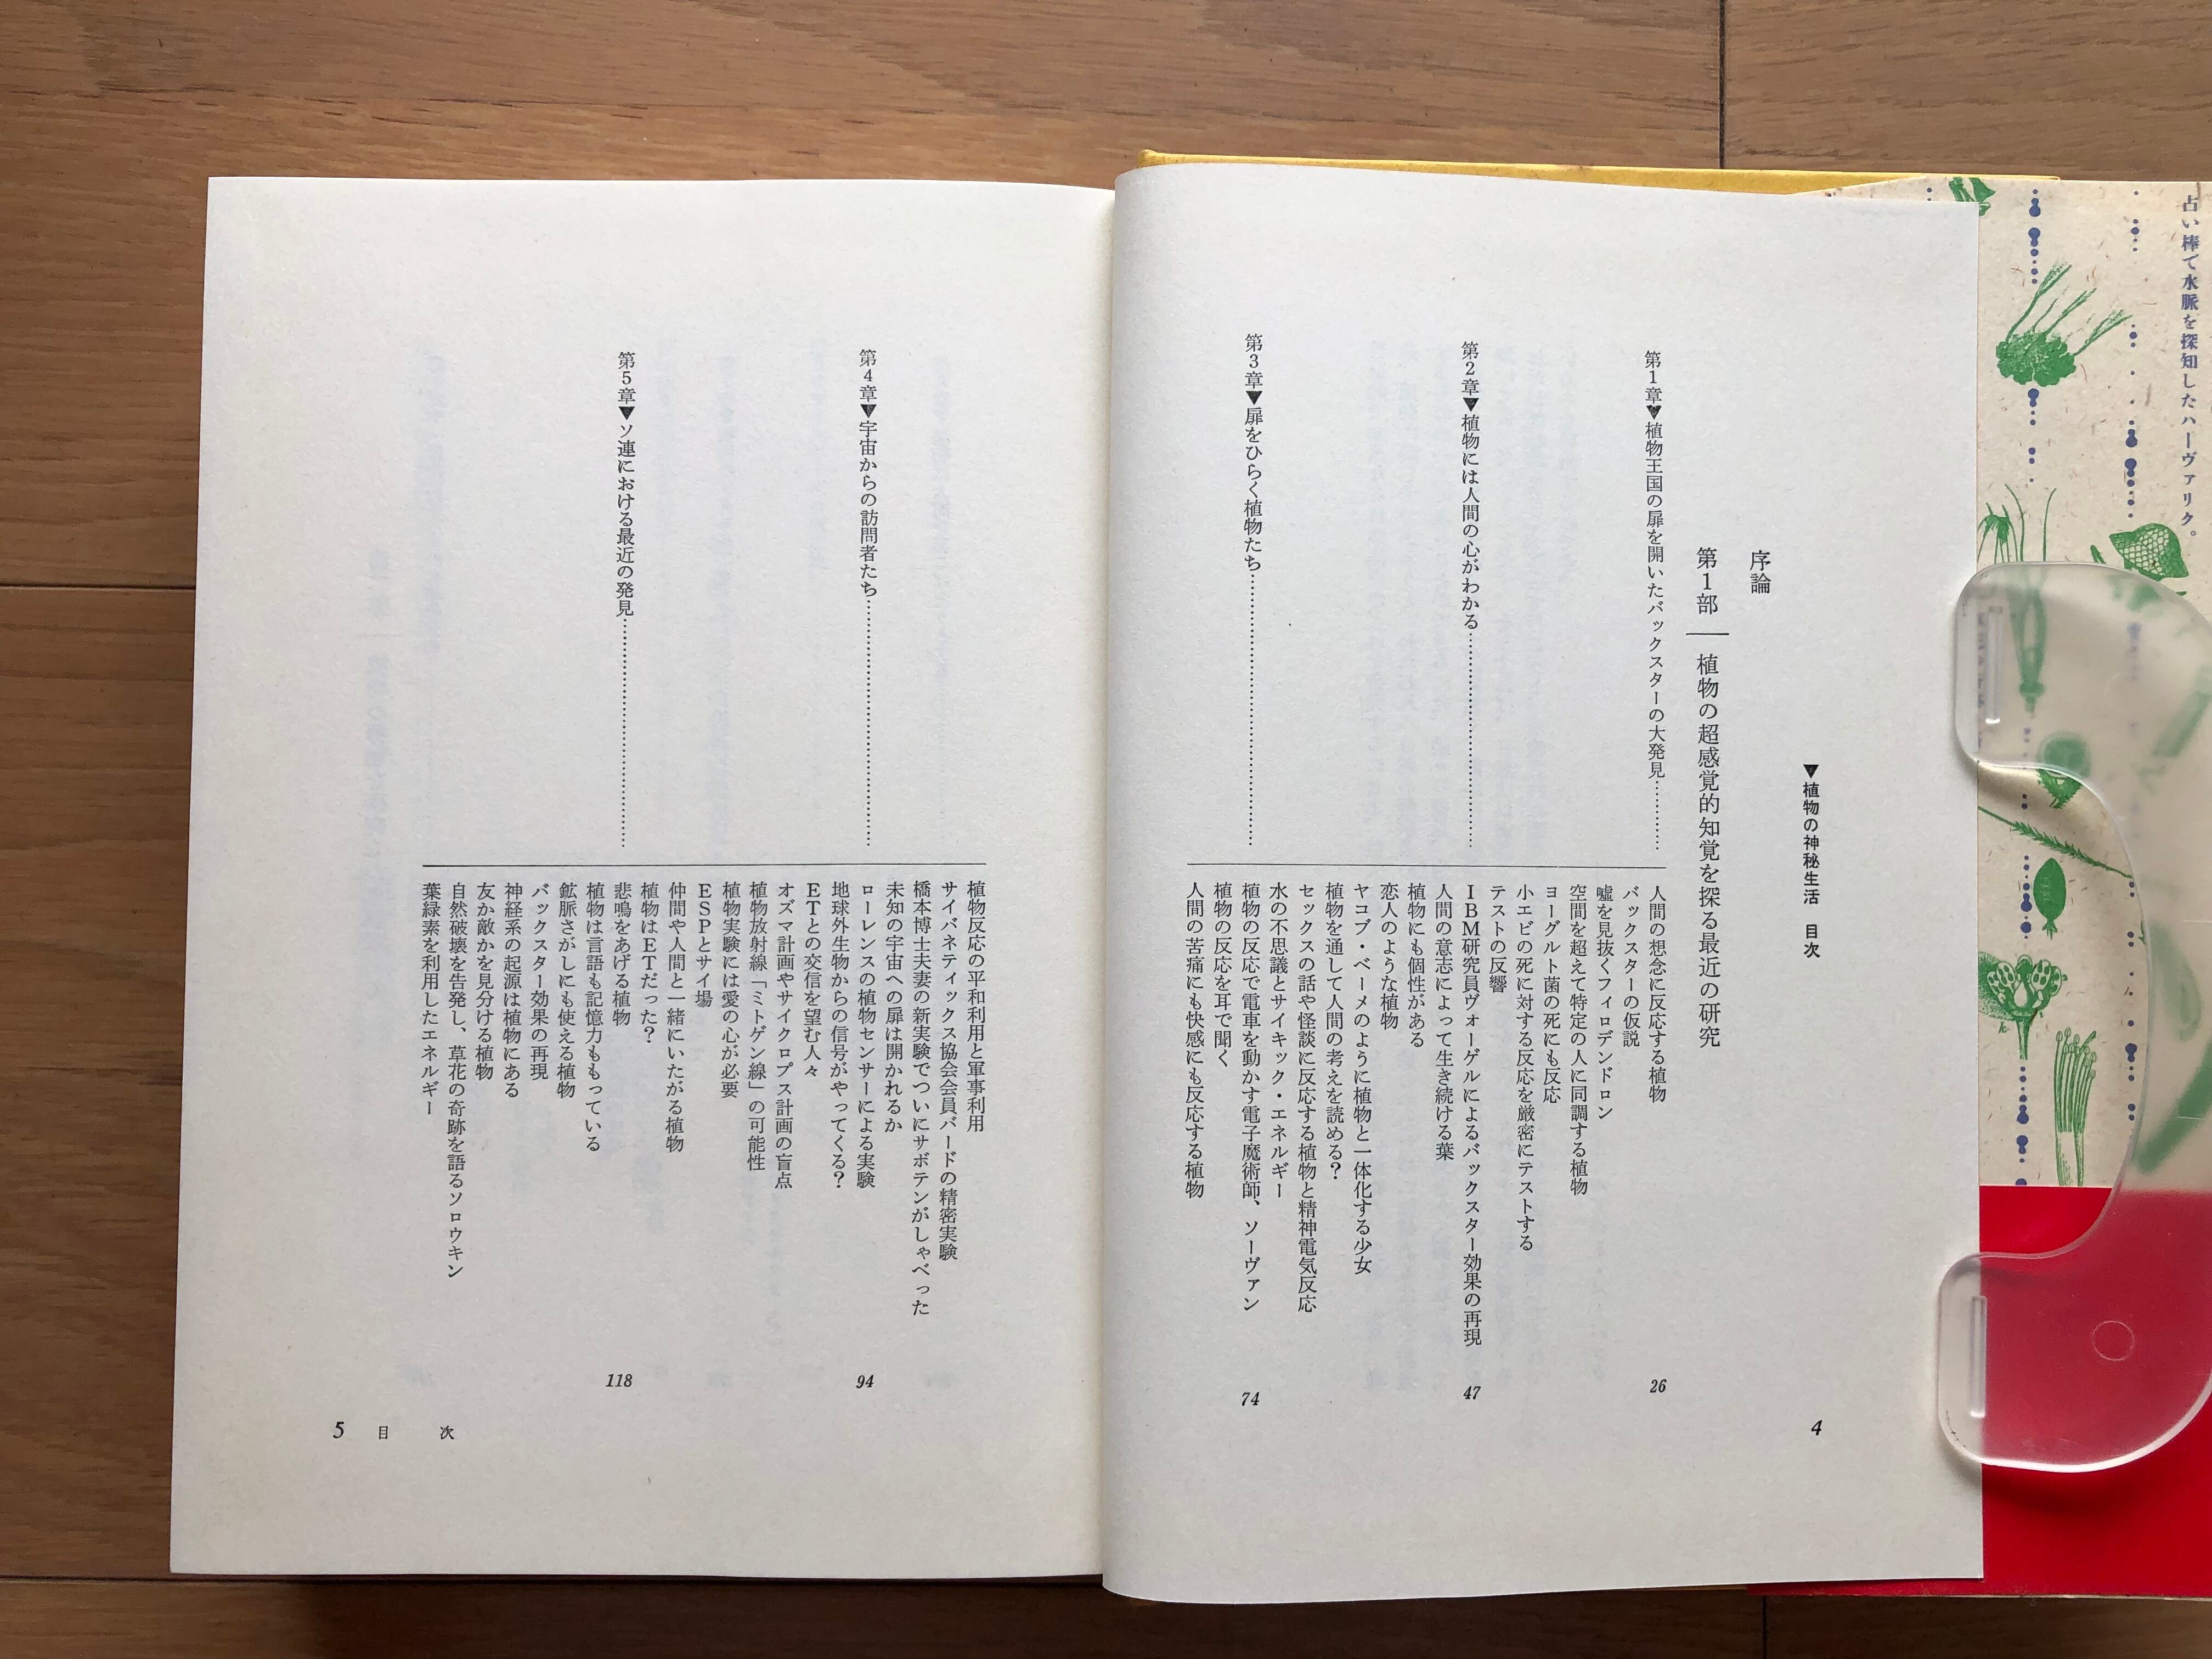 占い棒で水脈を探知したハーヴァリク。
▼植物の神秘生活 目次
序論
第1部―植物の超感覚的知覚を探る最近の研究
第1章▼植物王国の扉を開いたバックスターの大発見…………26
人間の想念に反応する植物
バックスターの仮説
嘘を見抜くフィロデンドロン
空間を超えて特定の人に同調する植物
ヨーグルト菌の死にも反応
小エビの死に対する反応を厳密にテストする
テストの反響
第2章▼植物には人間の心がわかる…………47
IBM研究員ヴォーゲルによるバックスター効果の再現
人間の意志によって生き続ける葉
植物にも個性がある
恋人のような植物
ヤコブ・ベーメのように植物と一体化する少女
植物を通して人間の考えを読める?
セックスの話や怪談に反応する植物と精神電気反応
水の不思議とサイキック・エネルギー
第3章▼扉をひらく植物たち…………74
植物の反応で電車を動かす電子魔術師、ソーヴァン
植物の反応を耳で聞く
人間の苦痛にも快感にも反応する植物
4
植物反応の平和利用と軍事利用
サイバネティックス協会会員バードの精密実験
橋本博士夫妻の新実験でついにサボテンがしゃべった
未知の宇宙への扉は開かれるか
第4章▼宇宙からの訪問者たち…………94
ローレンスの植物センサーによる実験
地球外生物からの信号がやってくる?
ETとの交信を望む人々
オズマ計画やサイクロプス計画の盲点
植物放射線「ミトゲン線」の可能性
植物実験には愛の心が必要
ESPとサイ場
仲間や人間と一緒にいたがる植物
植物はETだった?
第5章▼ソ連における最近の発見…………118
悲鳴をあげる植物
植物は言語も記憶力ももっている
鉱脈さがしにも使える植物
バックスター効果の再現
神経系の起源は植物にある
友か敵かを見分ける植物
自然破壊を告発し、草花の奇跡を語るソロウキン
葉緑素を利用したエネルギー
5 目 次